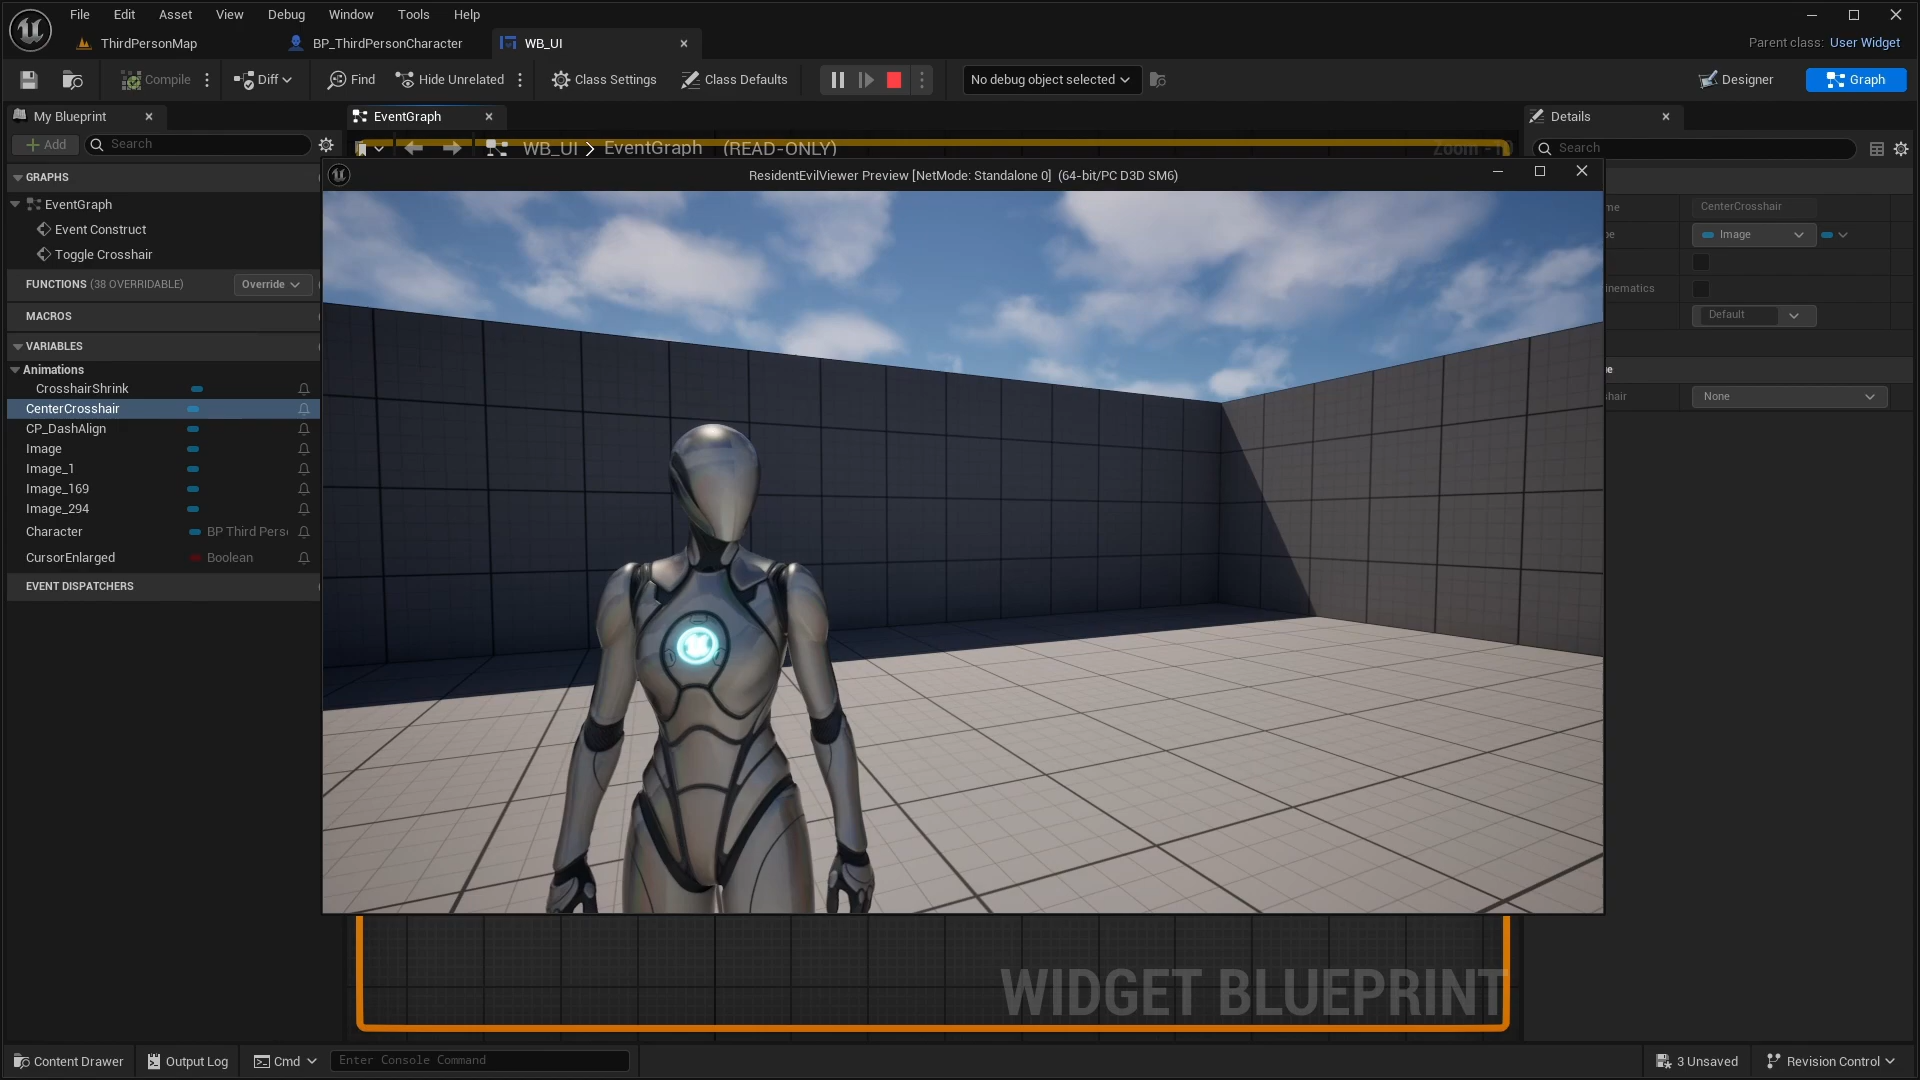 File Edit Asset View Debug Window Tools Help
ThirdPersonMap BP_ThirdPersonCharacter WB_UI
Parent class: User Widget
Compile Diff Find Hide Unrelated Class Settings Class Defaults No debug object selected Designer Graph
My Blueprint EventGraph Details
Add Search
WB_UI > EventGraph (READ-ONLY)
Search
GRAPHS
ResidentEvilViewer Preview [NetMode: Standalone 0] (64-bit/PC D3D SM6)
EventGraph
CenterCrosshair
Event Construct
Image
Toggle Crosshair
FUNCTIONS (38 OVERRIDABLE) Override
inematics
MACROS
Default
VARIABLES
Animations
CrosshairShrink
None
CenterCrosshair
CP_DashAlign
Image
Image_1
Image_169
Image_294
Character BP Third Pers
CursorEnlarged Boolean
EVENT DISPATCHERS
WIDGET BLUEPRINT
Content Drawer Output Log Cmd Enter Console Command 3 Unsaved Revision Control